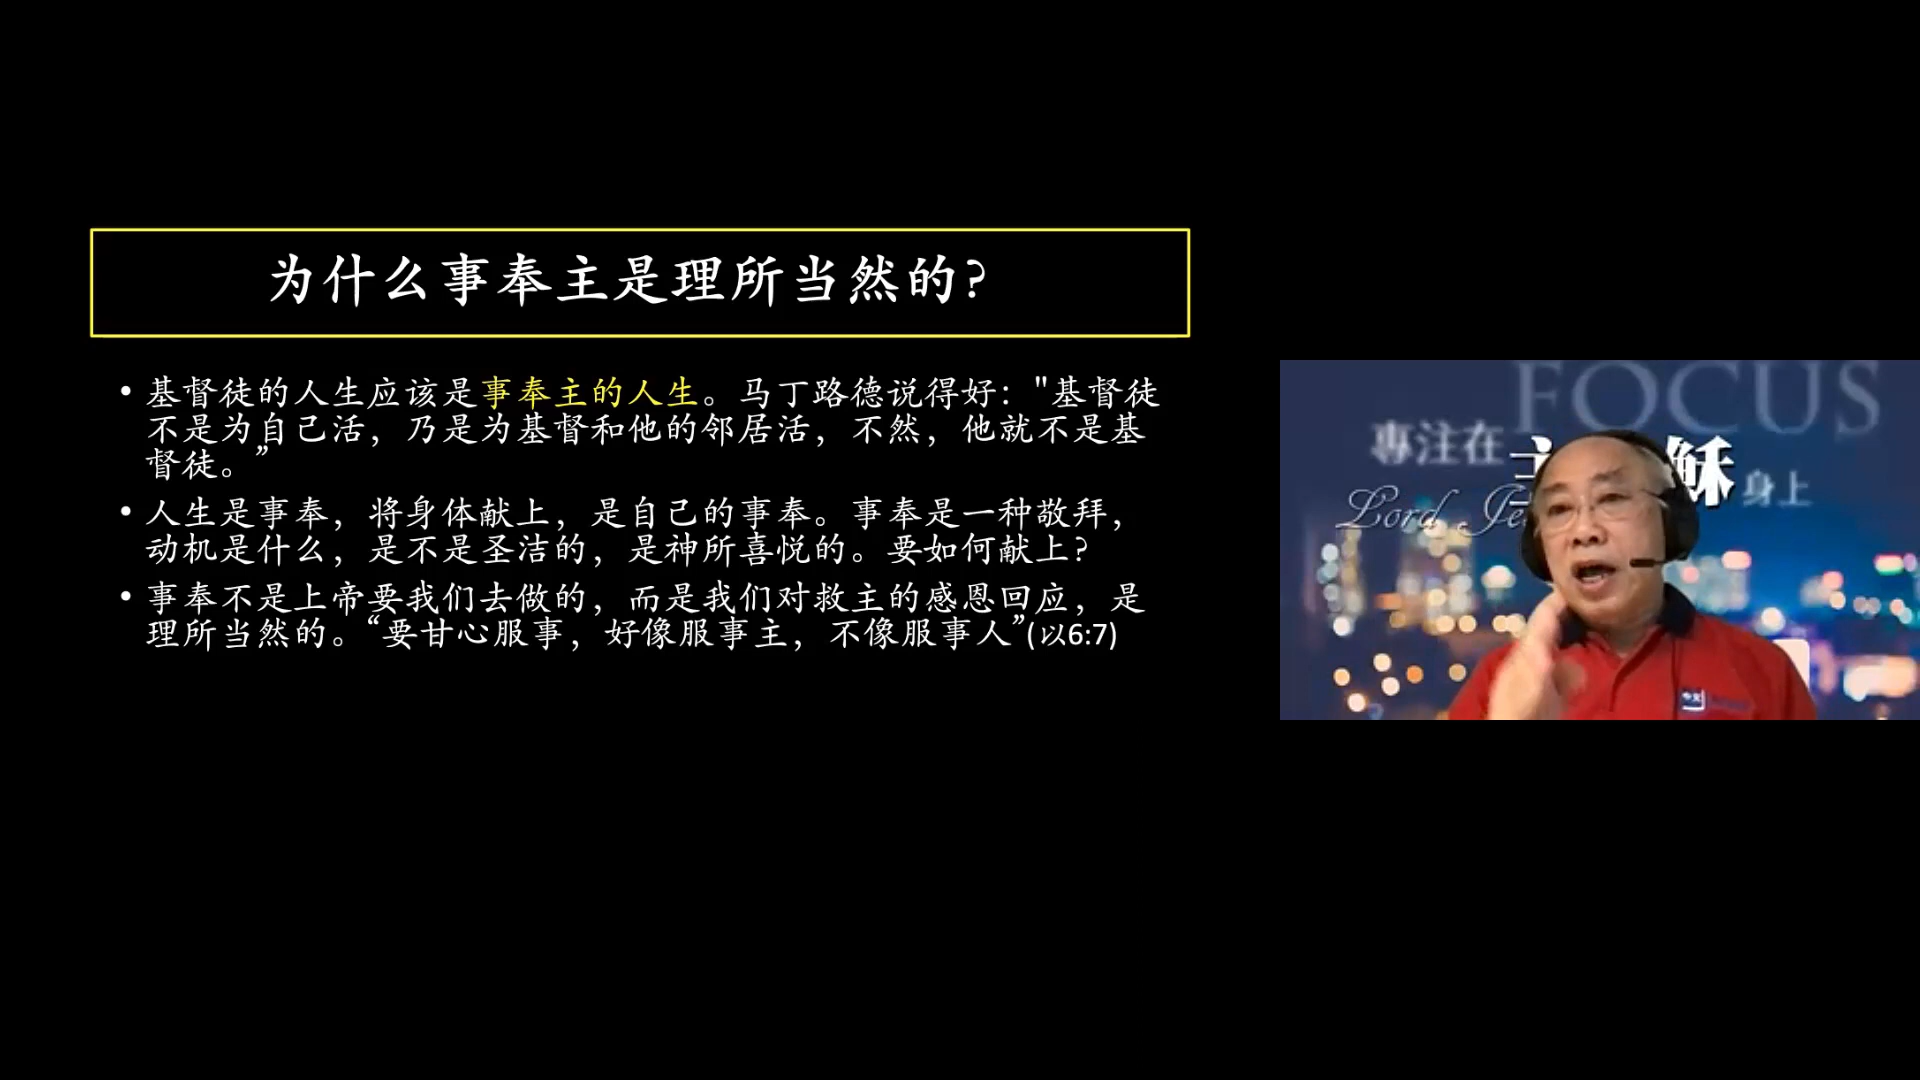 为什么事奉主是理所当然的?
• 基督徒的人生应该是事奉主的人生。马丁路德说得好："基督徒
不是为自己活，乃是为基督和他的邻居活，不然，他就不是基
督徒。”
• 人生是事奉，将身体献上，是自己的事奉。事奉是一种敬拜，
动机是什么，是不是圣洁的，是神所喜悦的。要如何献上?
• 事奉不是上帝要我们去做的，而是我们对救主的感恩回应，是
理所当然的。“要甘心服事，好像服事主，不像服事人”(以6:7)
FOCUS
專注在主 穌身上
Lord Je